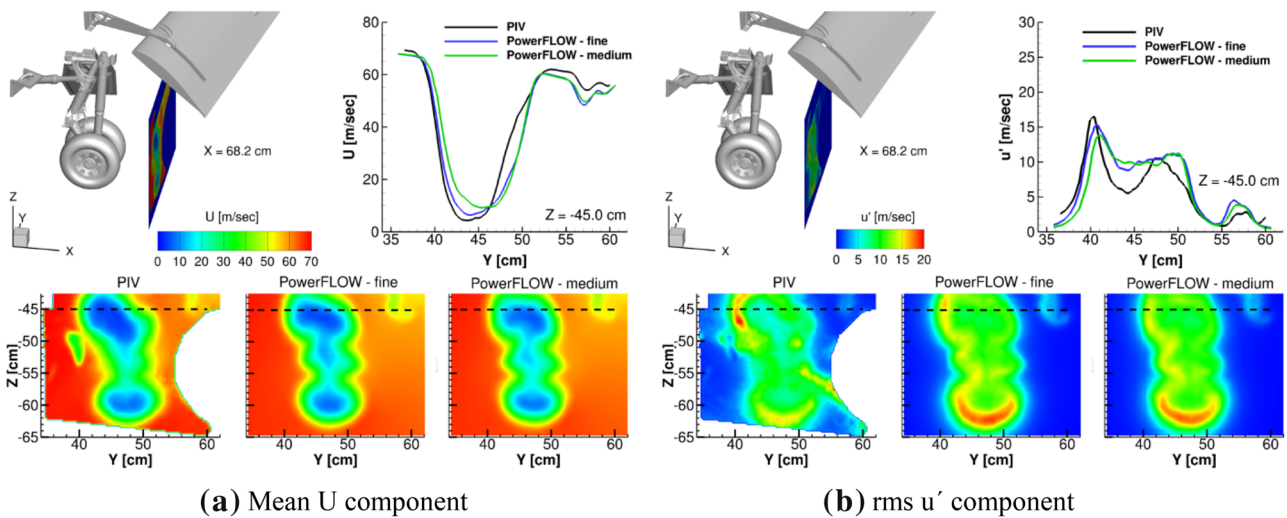 80
70
60
50
40
30
20
10
0
U [m/sec]
35 40 45 50 55 60
Y [cm]
PIV
PowerFLOW - fine
PowerFLOW - medium
Z = -45.0 cm
X = 68.2 cm
Z
Y
X
U [m/sec]
0 10 20 30 40 50 60 70
PIV
PowerFLOW - fine
PowerFLOW - medium
-45
-50
-55
-60
-65
Z [cm]
40 50 60
Y [cm]
40 50 60
Y [cm]
40 50 60
Y [cm]
(a) Mean U component
30
25
20
15
10
5
0
u' [m/sec]
35 40 45 50 55 60
Y [cm]
PIV
PowerFLOW - fine
PowerFLOW - medium
Z = -45.0 cm
X = 68.2 cm
Z
Y
X
u' [m/sec]
0 5 10 15 20
PIV
PowerFLOW - fine
PowerFLOW - medium
-45
-50
-55
-60
-65
Z [cm]
40 50 60
Y [cm]
40 50 60
Y [cm]
40 50 60
Y [cm]
(b) rms u´ component